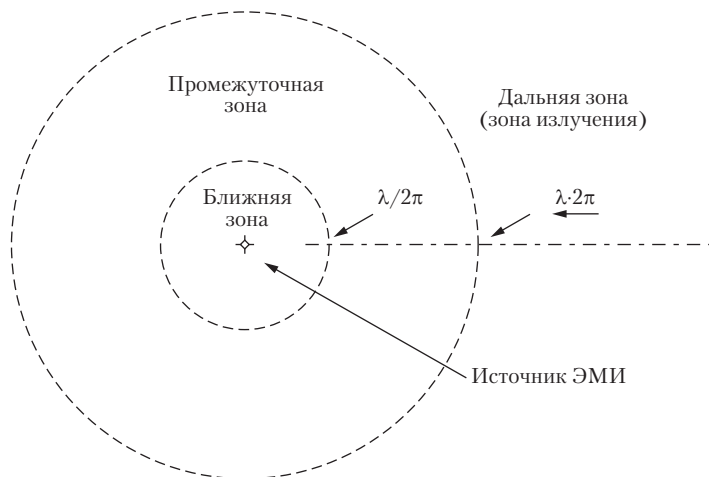 Промежуточная
зона
Дальняя зона
(зона излучения)
Ближняя
зона
λ/2π
λ·2π
Источник ЭМИ